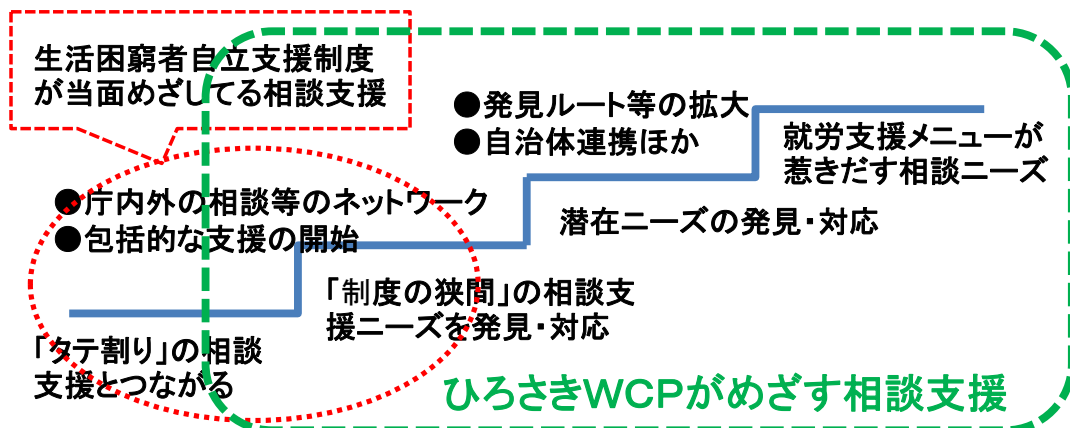 生活困窮者自立支援制度
が当面めざしてる相談支援
●発見ルート等の拡大
●自治体連携ほか
就労支援メニューが
惹きだす相談ニーズ
●庁内外の相談等のネットワーク
●包括的な支援の開始
潜在ニーズの発見・対応
「制度の狭間」の相談支
援ニーズを発見・対応
「タテ割り」の相談
支援とつながる
ひろさきWCPがめざす相談支援